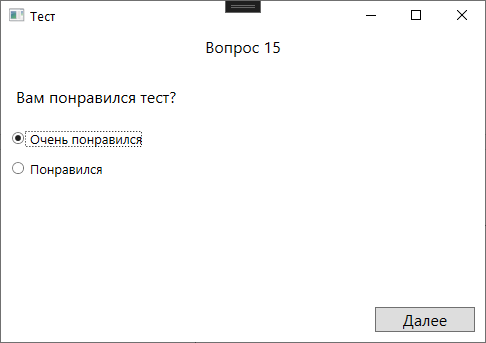 Тест
Вопрос 15
Вам понравился тест?
Очень понравился
Понравился
Далее